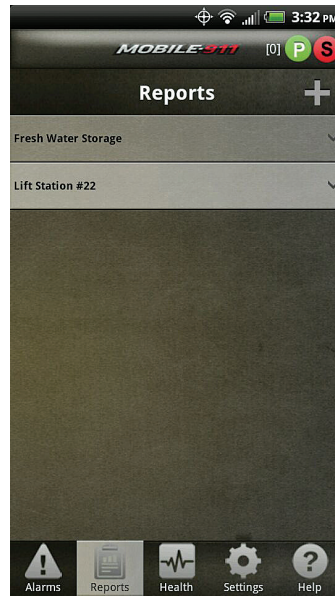 3:32 PM
MOBILE-911 [0] P S
Reports
Fresh Water Storage
Lift Station #22
Alarms Reports Health Settings Help